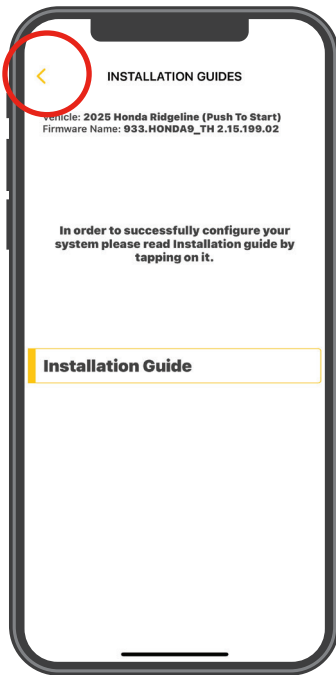 INSTALLATION GUIDES
Vehicle: 2025 Honda Ridgeline (Push To Start)
Firmware Name: 933.HONDA9_TH 2.15.199.02
In order to successfully configure your
system please read Installation guide by
tapping on it.
Installation Guide